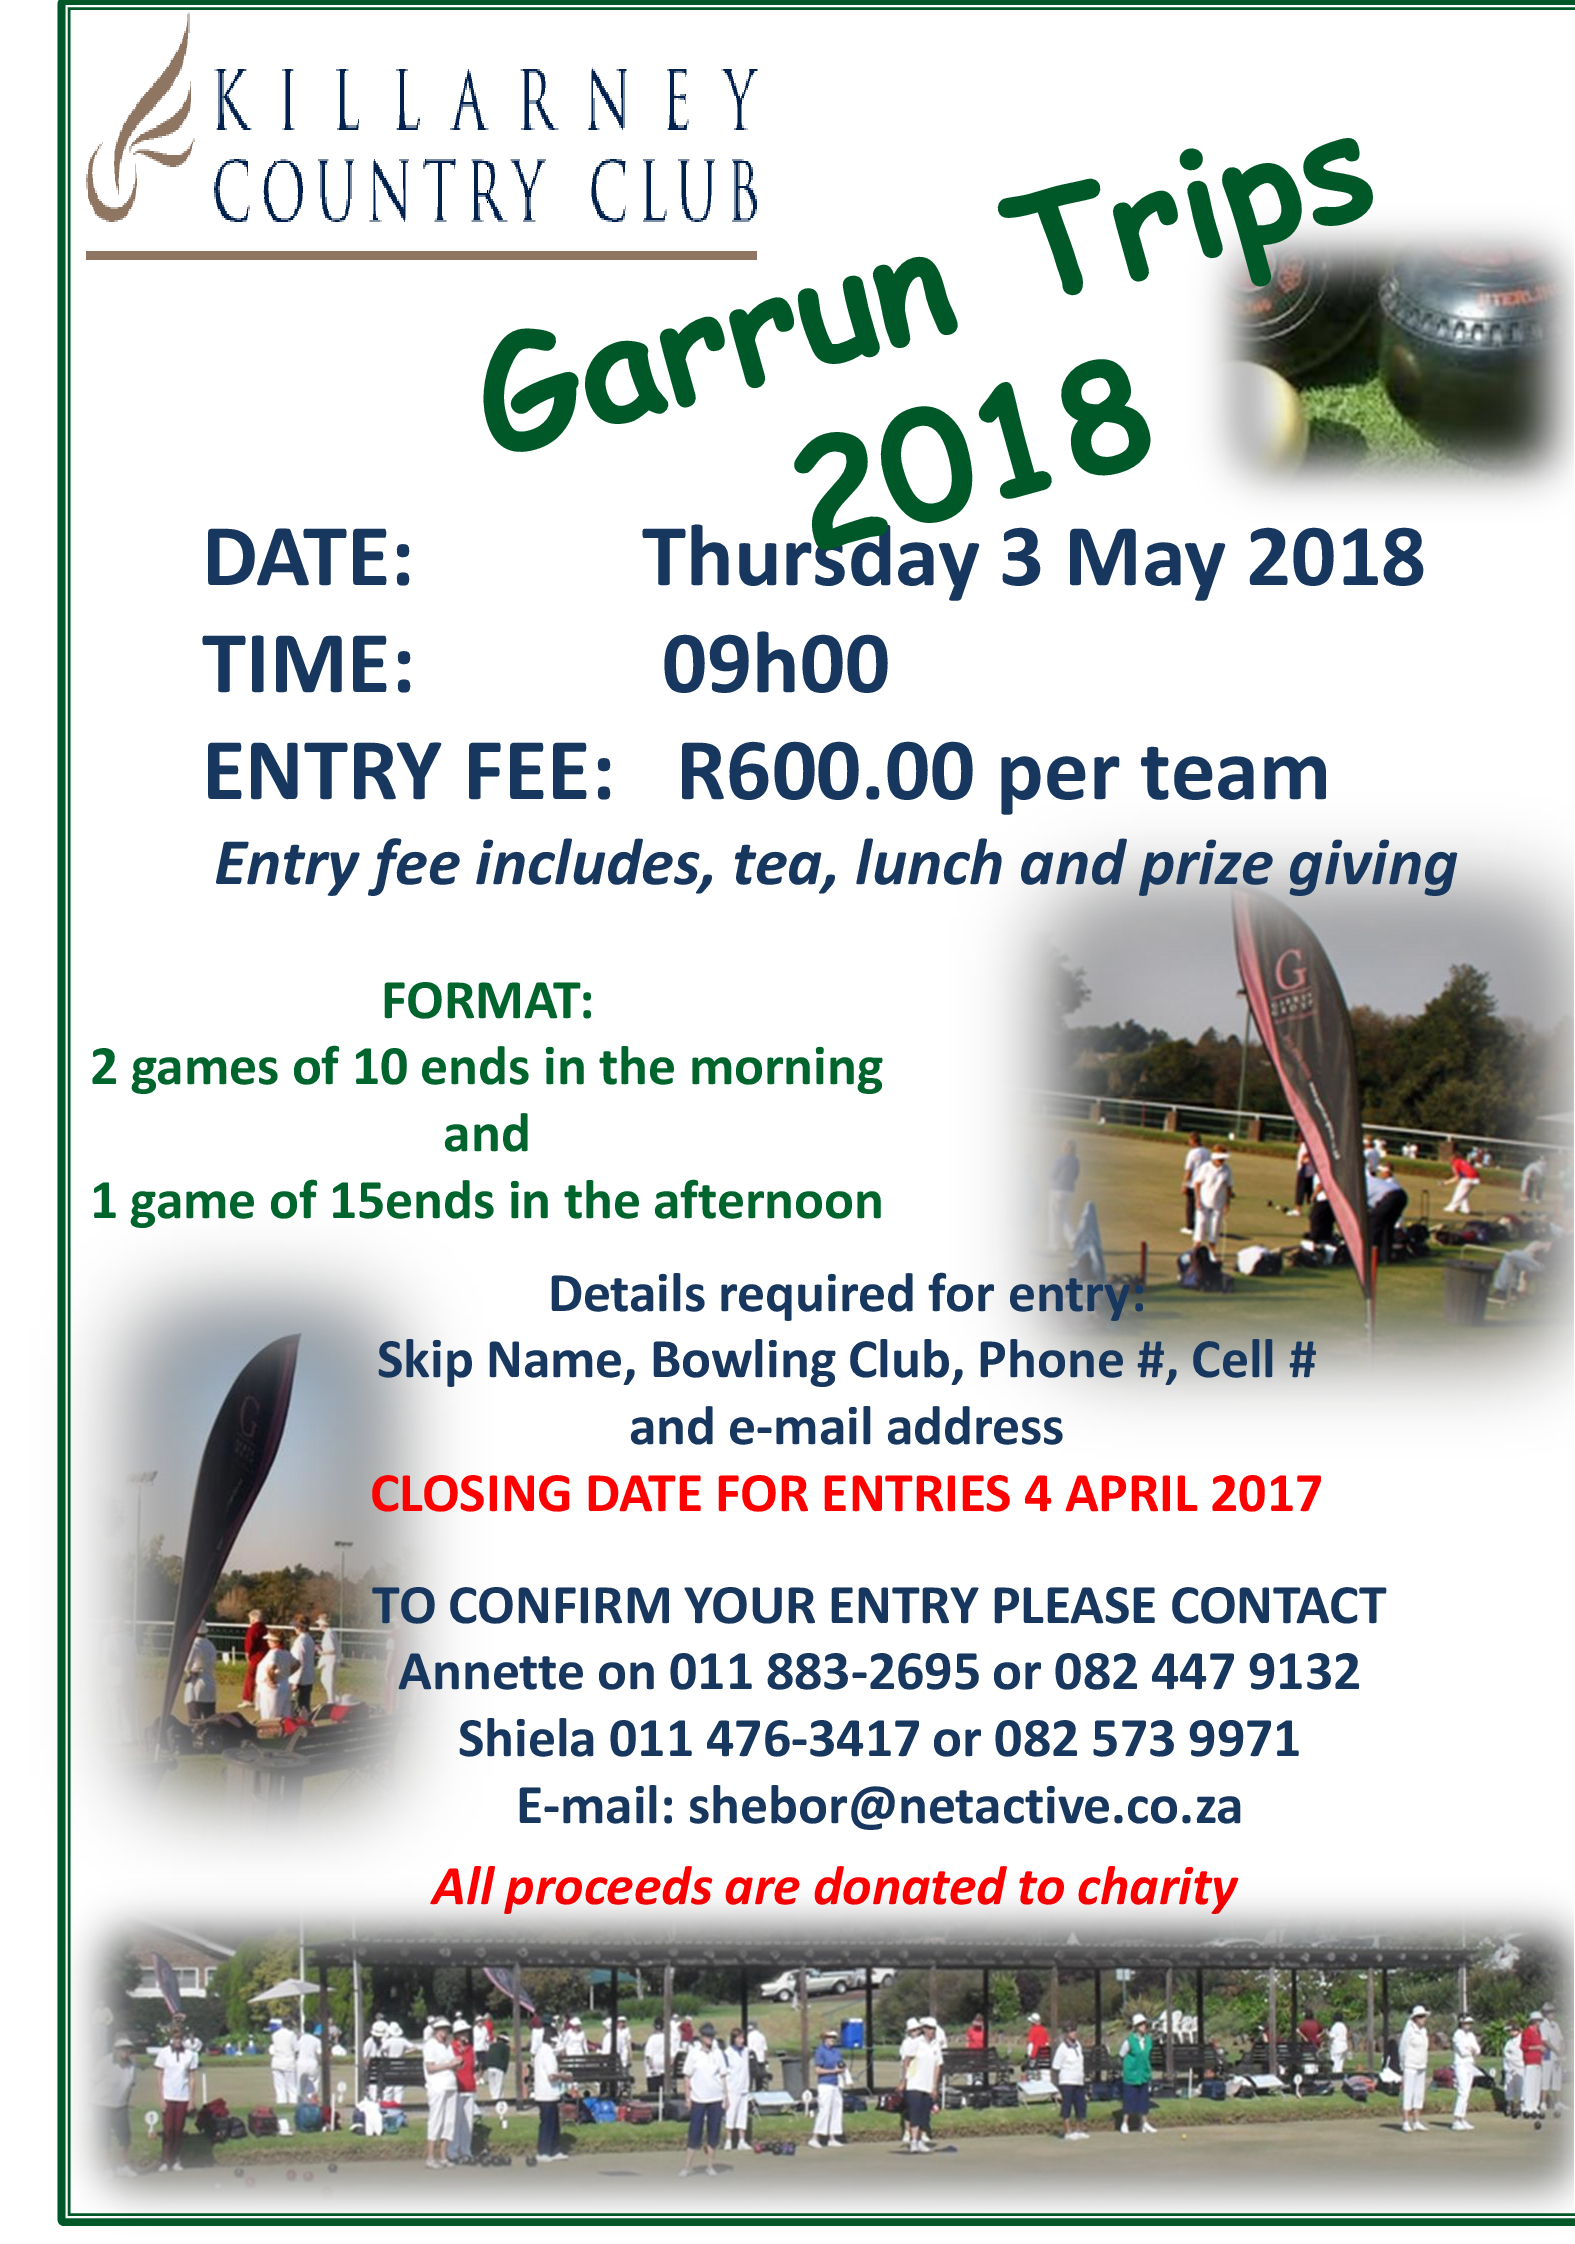 KILLARNEY
COUNTRY CLUB
Garrun Trips
2018
DATE: Thursday 3 May 2018
TIME: 09h00
ENTRY FEE: R600.00 per team
Entry fee includes, tea, lunch and prize giving
FORMAT:
2 games of 10 ends in the morning
and
1 game of 15ends in the afternoon
G
Details required for entry:
Skip Name, Bowling Club, Phone #, Cell #
and e-mail address
CLOSING DATE FOR ENTRIES 4 APRIL 2017
TO CONFIRM YOUR ENTRY PLEASE CONTACT
Annette on 011 883-2695 or 082 447 9132
Shiela 011 476-3417 or 082 573 9971
E-mail: shebor@netactive.co.za
All proceeds are donated to charity